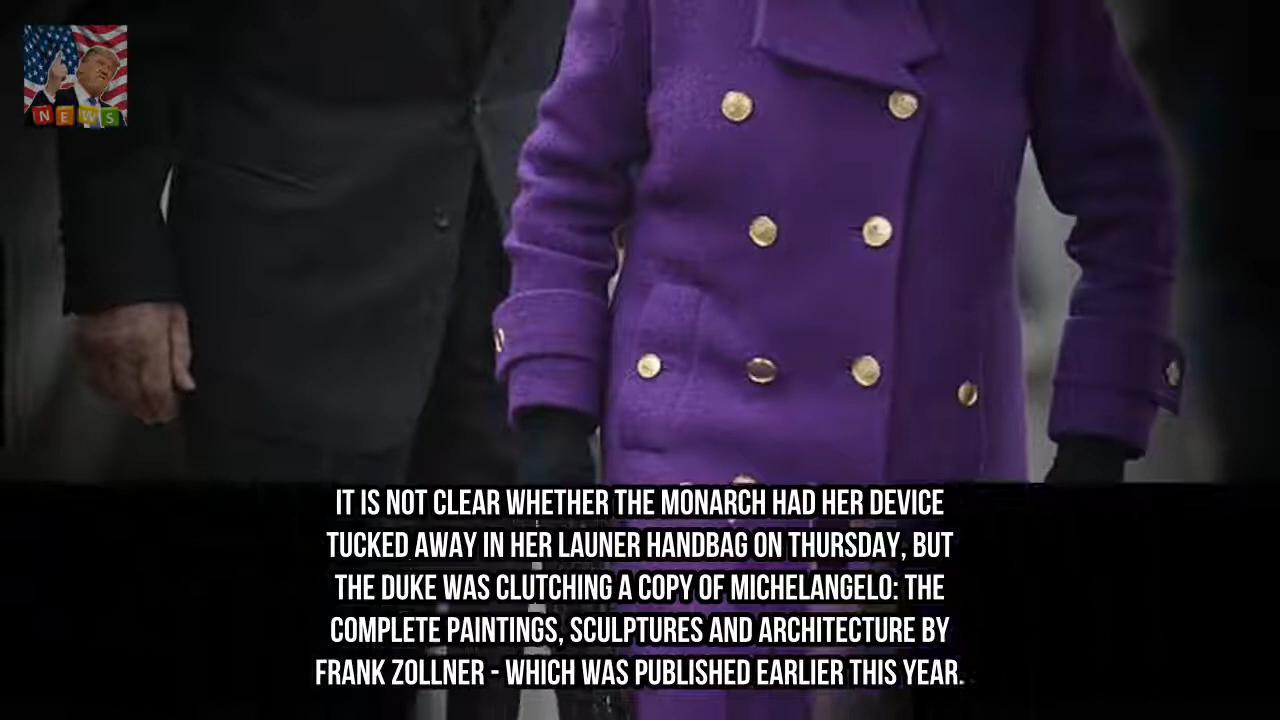 NEWS
IT IS NOT CLEAR WHETHER THE MONARCH HAD HER DEVICE
TUCKED AWAY IN HER LAUNER HANDBAG ON THURSDAY, BUT
THE DUKE WAS CLUTCHING A COPY OF MICHELANGELO: THE
COMPLETE PAINTINGS, SCULPTURES AND ARCHITECTURE BY
FRANK ZOLLNER - WHICH WAS PUBLISHED EARLIER THIS YEAR.